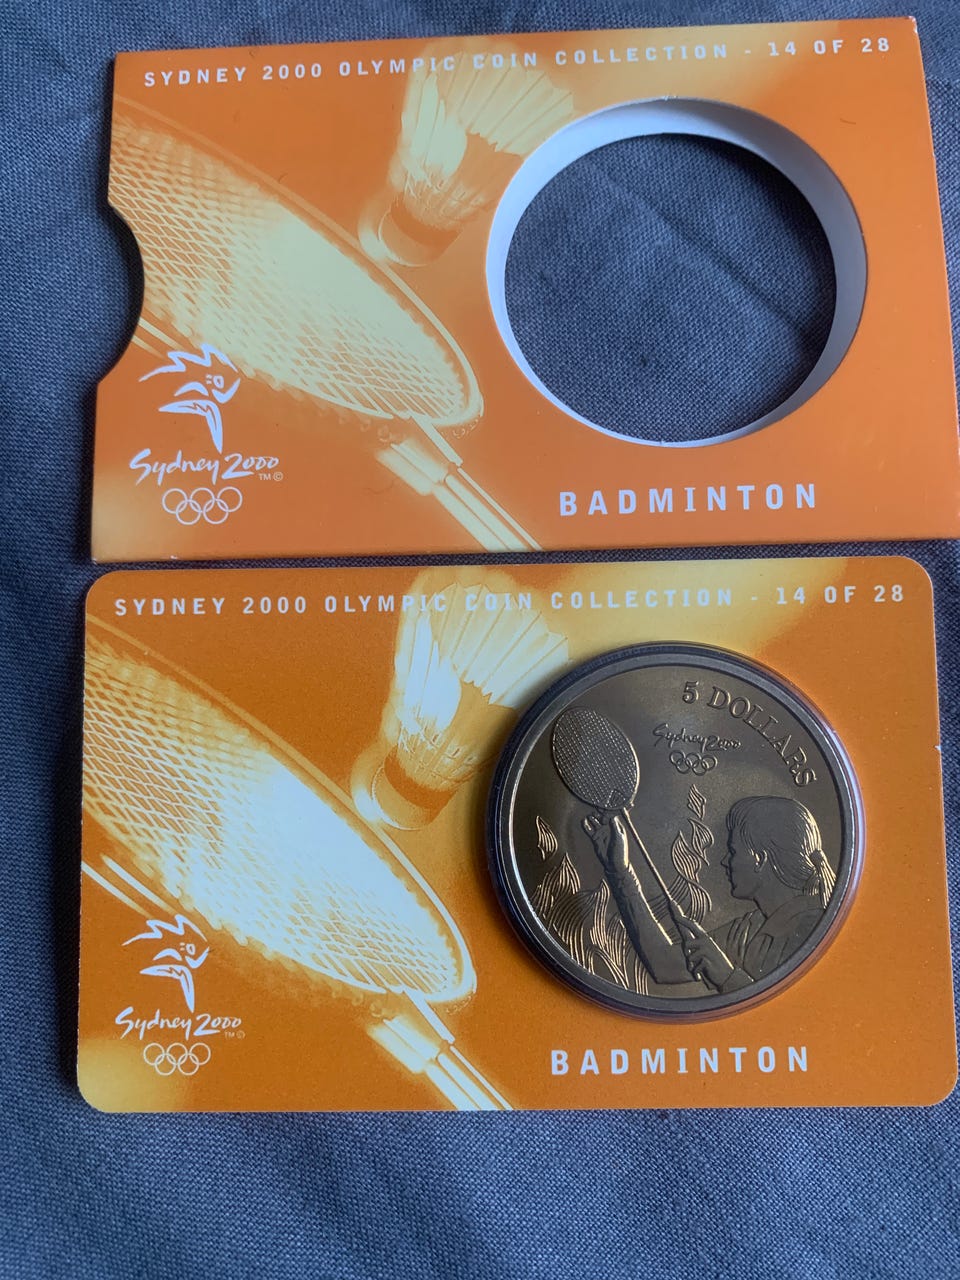 SYDNEY 2000 OLYMPIC COIN COLLECTION - 14 OF 28
Sydney 2000
TM ©
BADMINTON
SYDNEY 2000 OLYMPIC COIN COLLECTION - 14 OF 28
5 DOLLARS
Sydney 2000
Sydney 2000
TM ©
BADMINTON